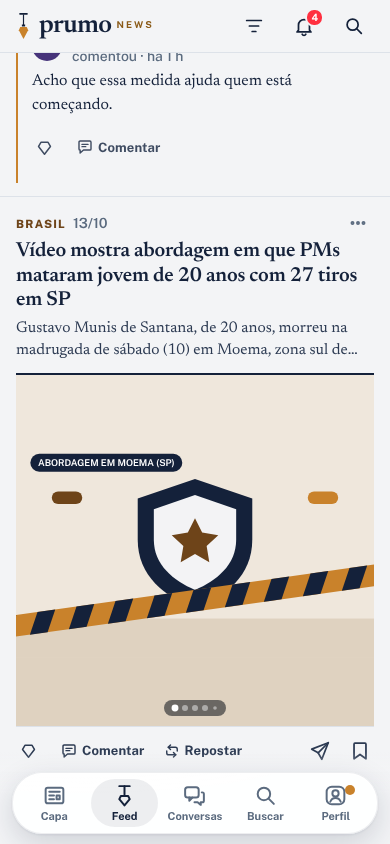 prumo NEWS
4
comentou · há 1 h
Acho que essa medida ajuda quem está
começando.
Comentar
BRASIL 13/10
Vídeo mostra abordagem em que PMs
mataram jovem de 20 anos com 27 tiros
em SP
Gustavo Munis de Santana, de 20 anos, morreu na
madrugada de sábado (10) em Moema, zona sul de...
ABORDAGEM EM MOEMA (SP)
Comentar Repostar
Capa Feed Conversas Buscar Perfil